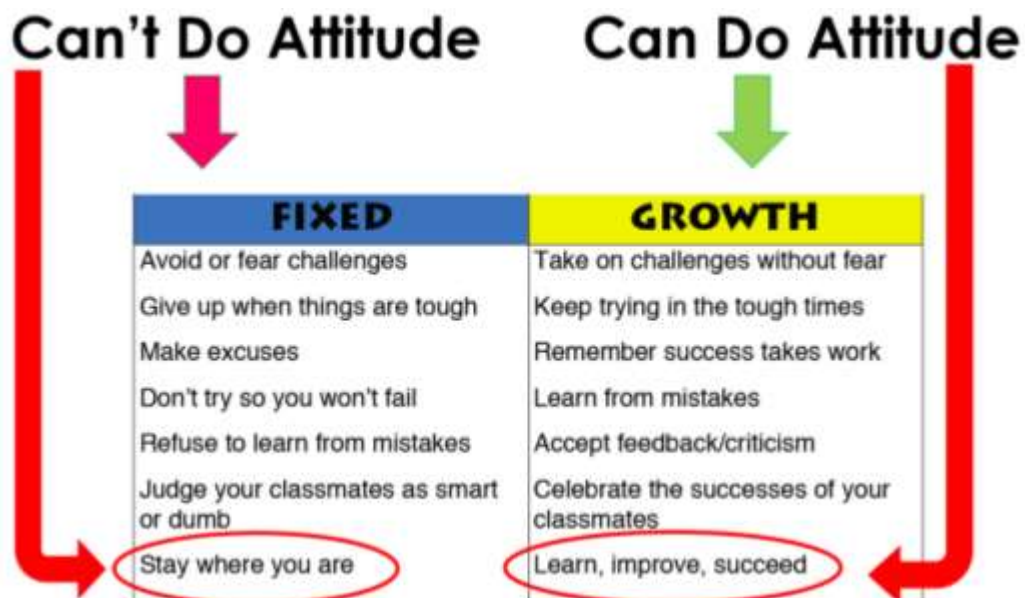 Can't Do Attitude
Can Do Attitude
FIXED
GROWTH
Avoid or fear challenges
Take on challenges without fear
Give up when things are tough
Keep trying in the tough times
Make excuses
Remember success takes work
Don't try so you won't fail
Learn from mistakes
Refuse to learn from mistakes
Accept feedback/criticism
Judge your classmates as smart
or dumb
Celebrate the successes of your
classmates
Stay where you are
Learn, improve, succeed